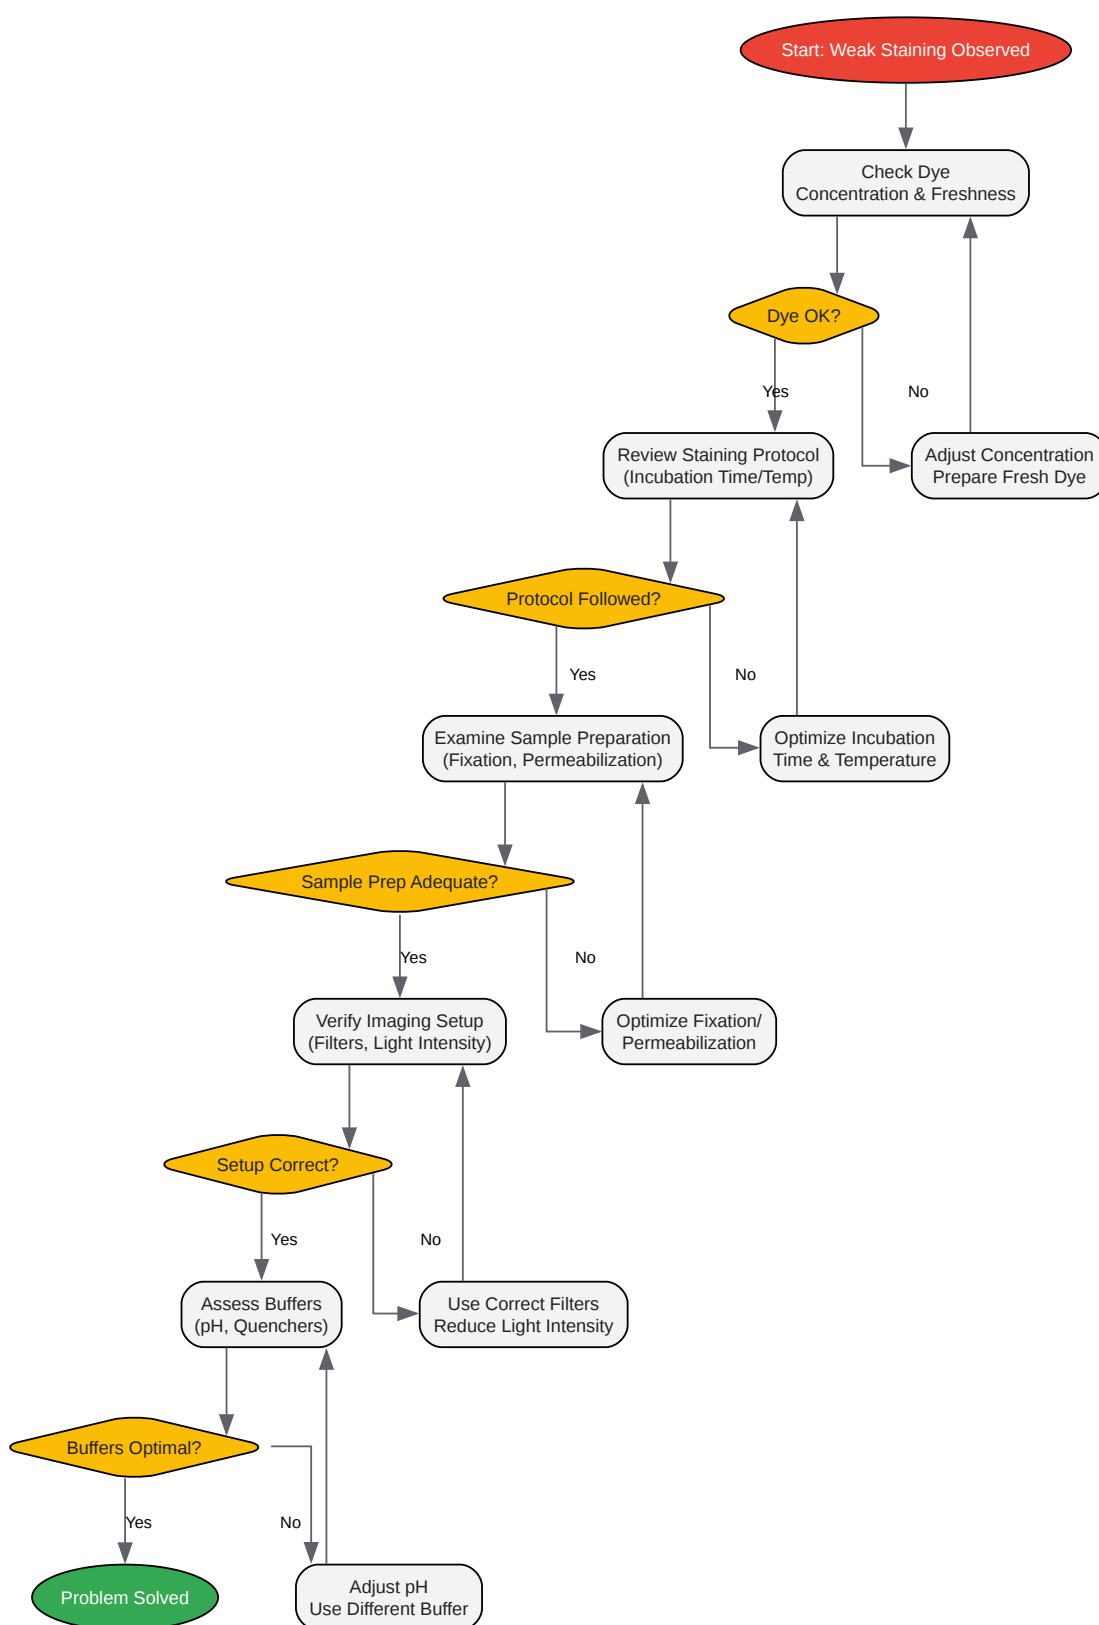 Start: Weak Staining Observed
Check Dye
Concentration & Freshness
Dye OK?
Yes
No
Review Staining Protocol
(Incubation Time/Temp)
Adjust Concentration
Prepare Fresh Dye
Protocol Followed?
Yes
No
Examine Sample Preparation
(Fixation, Permeabilization)
Optimize Incubation
Time & Temperature
Sample Prep Adequate?
Yes
No
Verify Imaging Setup
(Filters, Light Intensity)
Optimize Fixation/
Permeabilization
Setup Correct?
Yes
No
Assess Buffers
(pH, Quenchers)
Use Correct Filters
Reduce Light Intensity
Buffers Optimal?
Yes
No
Problem Solved
Adjust pH
Use Different Buffer